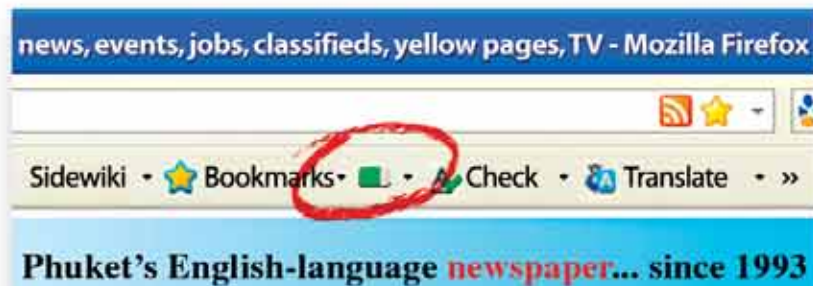 news, events, jobs, classifieds, yellow pages, TV - Mozilla Firefox
Sidewiki Bookmarks Check Translate »
Phuket's English-language newspaper... since 1993